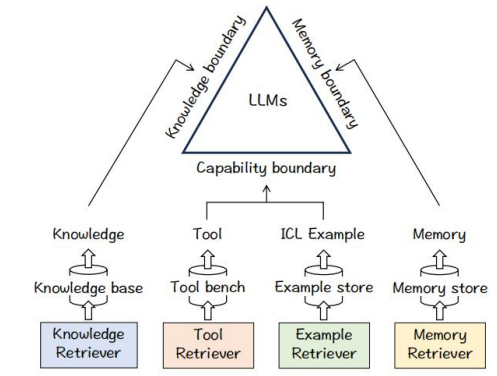 Knowledge boundary
Memory boundary
LLMs
Capability boundary
Knowledge
Tool
ICL Example
Memory
Knowledge base
Tool bench
Example store
Memory store
Knowledge
Retriever
Tool
Retriever
Example
Retriever
Memory
Retriever